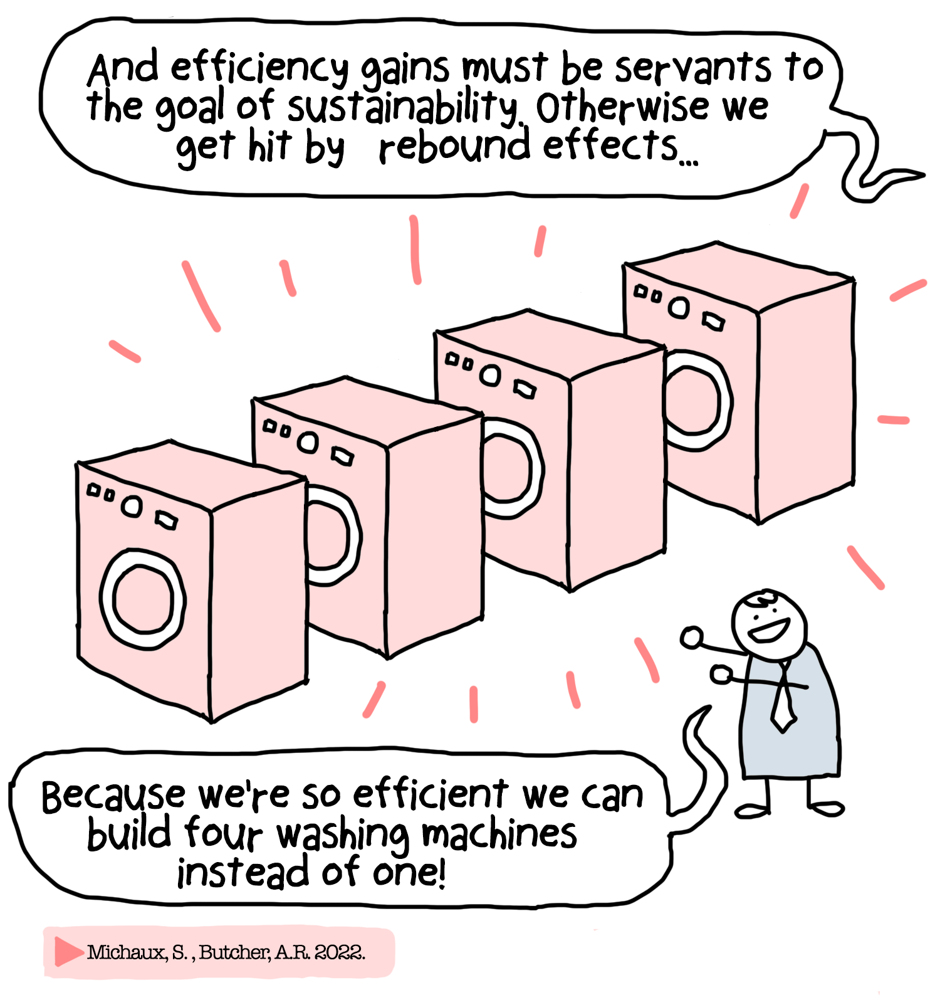 And efficiency gains must be servants to
the goal of sustainability. Otherwise we
get hit by rebound effects...
Because we're so efficient we can
build four washing machines
instead of one!
Michaux, S. , Butcher, A.R. 2022.